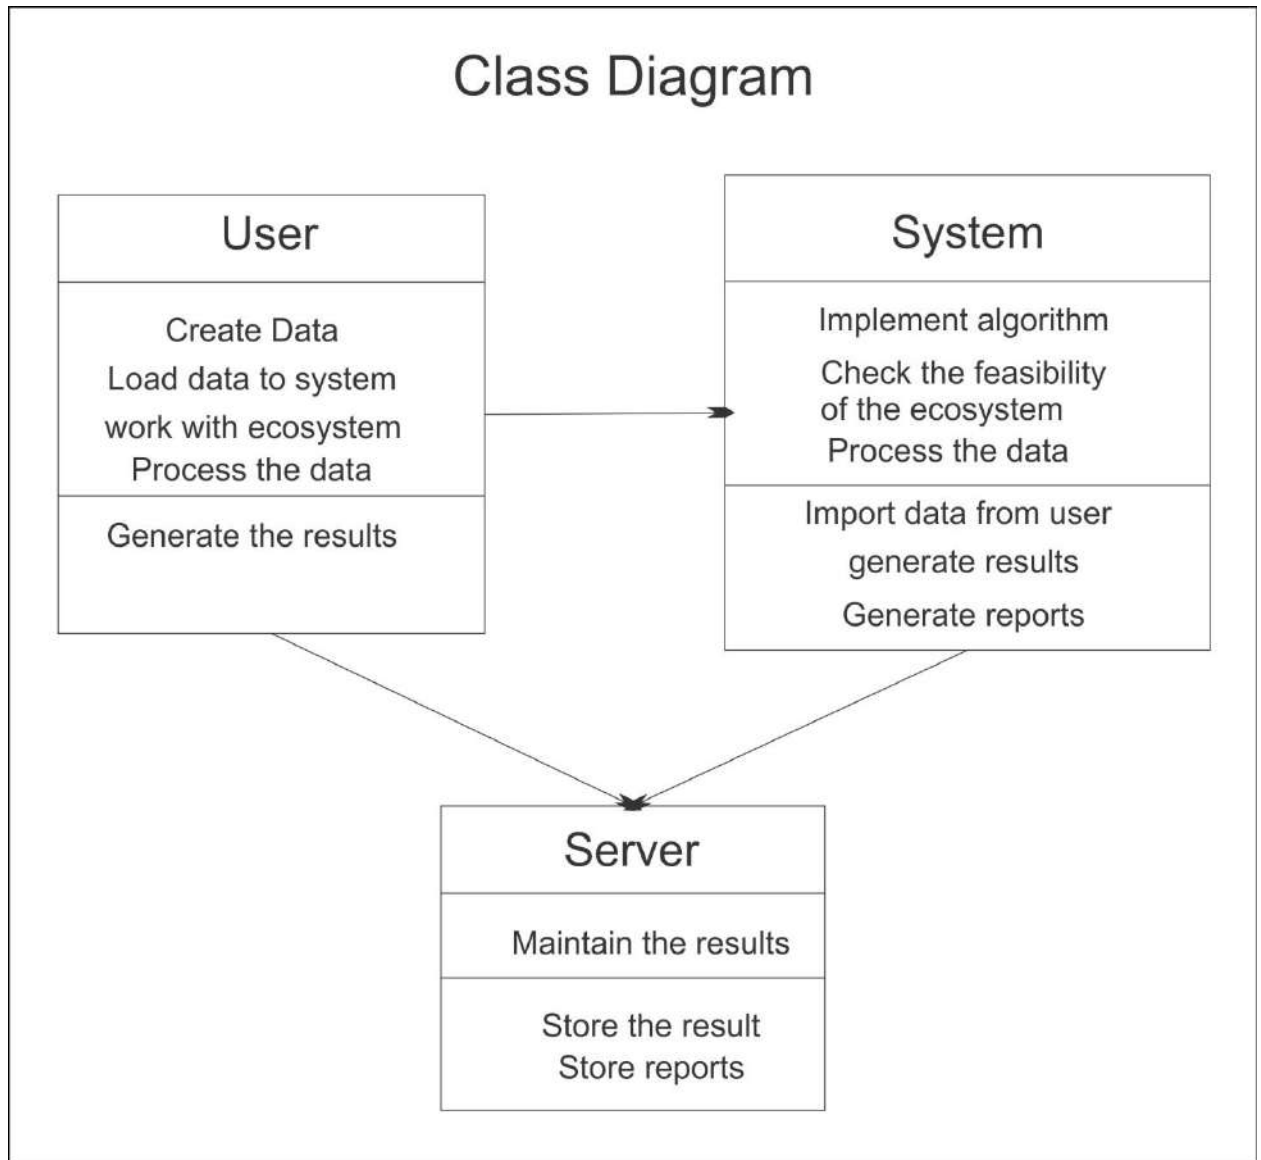 Class Diagram
User
Create Data
Load data to system
work with ecosystem
Process the data
Generate the results
System
Implement algorithm
Check the feasibility
of the ecosystem
Process the data
Import data from user
generate results
Generate reports
Server
Maintain the results
Store the result
Store reports